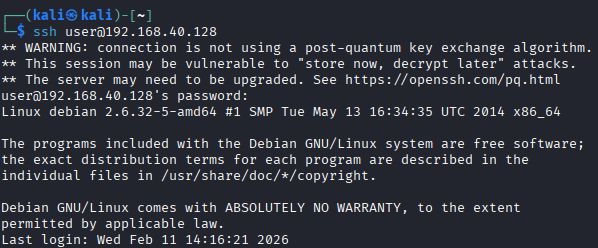 ┌──(kali㉿kali)-[~]
└─$ ssh user@192.168.40.128
** WARNING: connection is not using a post-quantum key exchange algorithm.
** This session may be vulnerable to "store now, decrypt later" attacks.
** The server may need to be upgraded. See https://openssh.com/pq.html
user@192.168.40.128's password:
Linux debian 2.6.32-5-amd64 #1 SMP Tue May 13 16:34:35 UTC 2014 x86_64

The programs included with the Debian GNU/Linux system are free software;
the exact distribution terms for each program are described in the
individual files in /usr/share/doc/*/copyright.

Debian GNU/Linux comes with ABSOLUTELY NO WARRANTY, to the extent
permitted by applicable law.
Last login: Wed Feb 11 14:16:21 2026